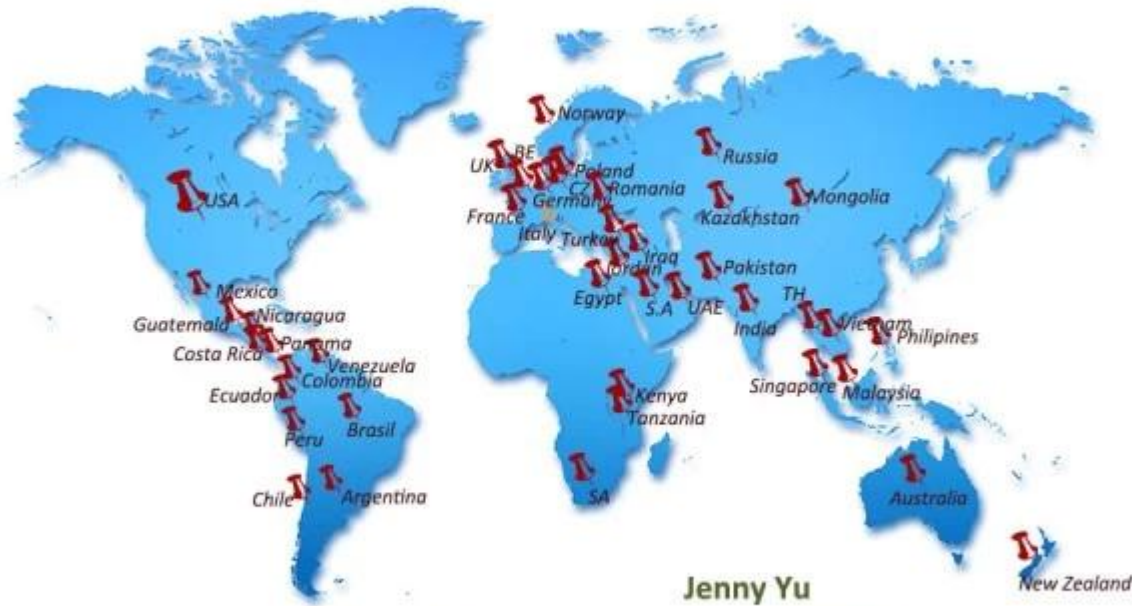 Norway
BE
UK
Russia
Poland
CZ
Romania
USA
Germany
Mongolia
Kazakhstan
France
Italy
Turkey
Iraq
Jordan
Pakistan
Mexico
Egypt
S.A
UAE
TH
India
Guatemala
Nicaragua
Vietnam
Philipines
Costa Rica
Panama
Venezuela
Colombia
Singapore
Malaysia
Ecuador
Kenya
Tanzania
Peru
Brasil
Chile
Argentina
SA
Australia
New Zealand
Jenny Yu